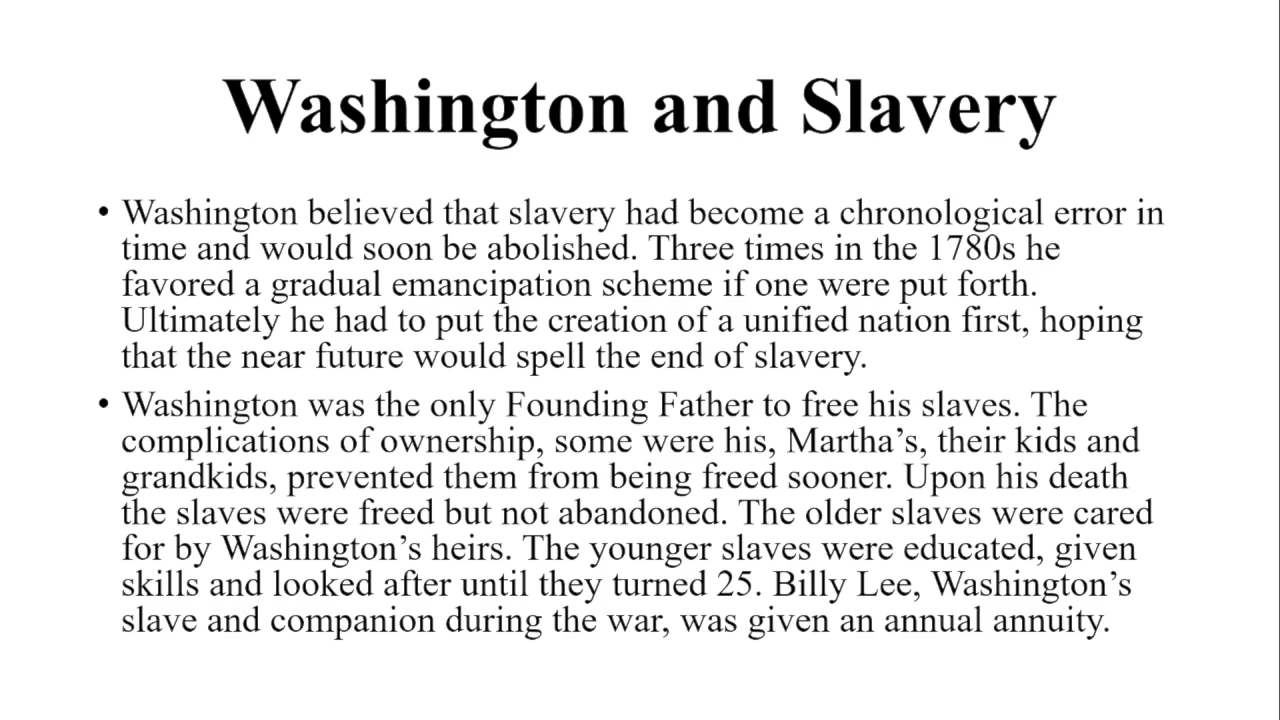 Washington and Slavery
• Washington believed that slavery had become a chronological error in
time and would soon be abolished. Three times in the 1780s he
favored a gradual emancipation scheme if one were put forth.
Ultimately he had to put the creation of a unified nation first, hoping
that the near future would spell the end of slavery.
• Washington was the only Founding Father to free his slaves. The
complications of ownership, some were his, Martha’s, their kids and
grandkids, prevented them from being freed sooner. Upon his death
the slaves were freed but not abandoned. The older slaves were cared
for by Washington’s heirs. The younger slaves were educated, given
skills and looked after until they turned 25. Billy Lee, Washington’s
slave and companion during the war, was given an annual annuity.